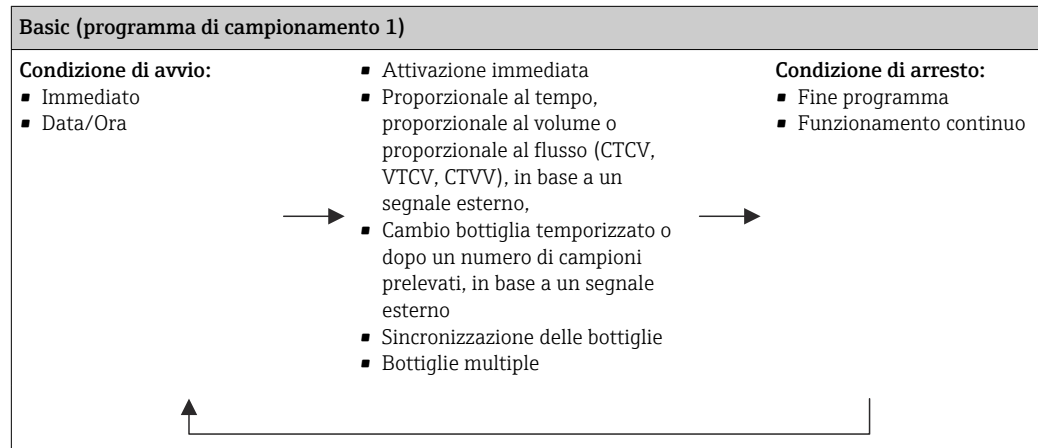 Basic (programma di campionamento 1)
Condizione di avvio:
▪ Immediato
▪ Data/Ora
▪ Attivazione immediata
▪ Proporzionale al tempo,
proporzionale al volume o
proporzionale al flusso (CTCV,
VTCV, CTVV), in base a un
segnale esterno,
▪ Cambio bottiglia temporizzato o
dopo un numero di campioni
prelevati, in base a un segnale
esterno
▪ Sincronizzazione delle bottiglie
▪ Bottiglie multiple
Condizione di arresto:
▪ Fine programma
▪ Funzionamento continuo